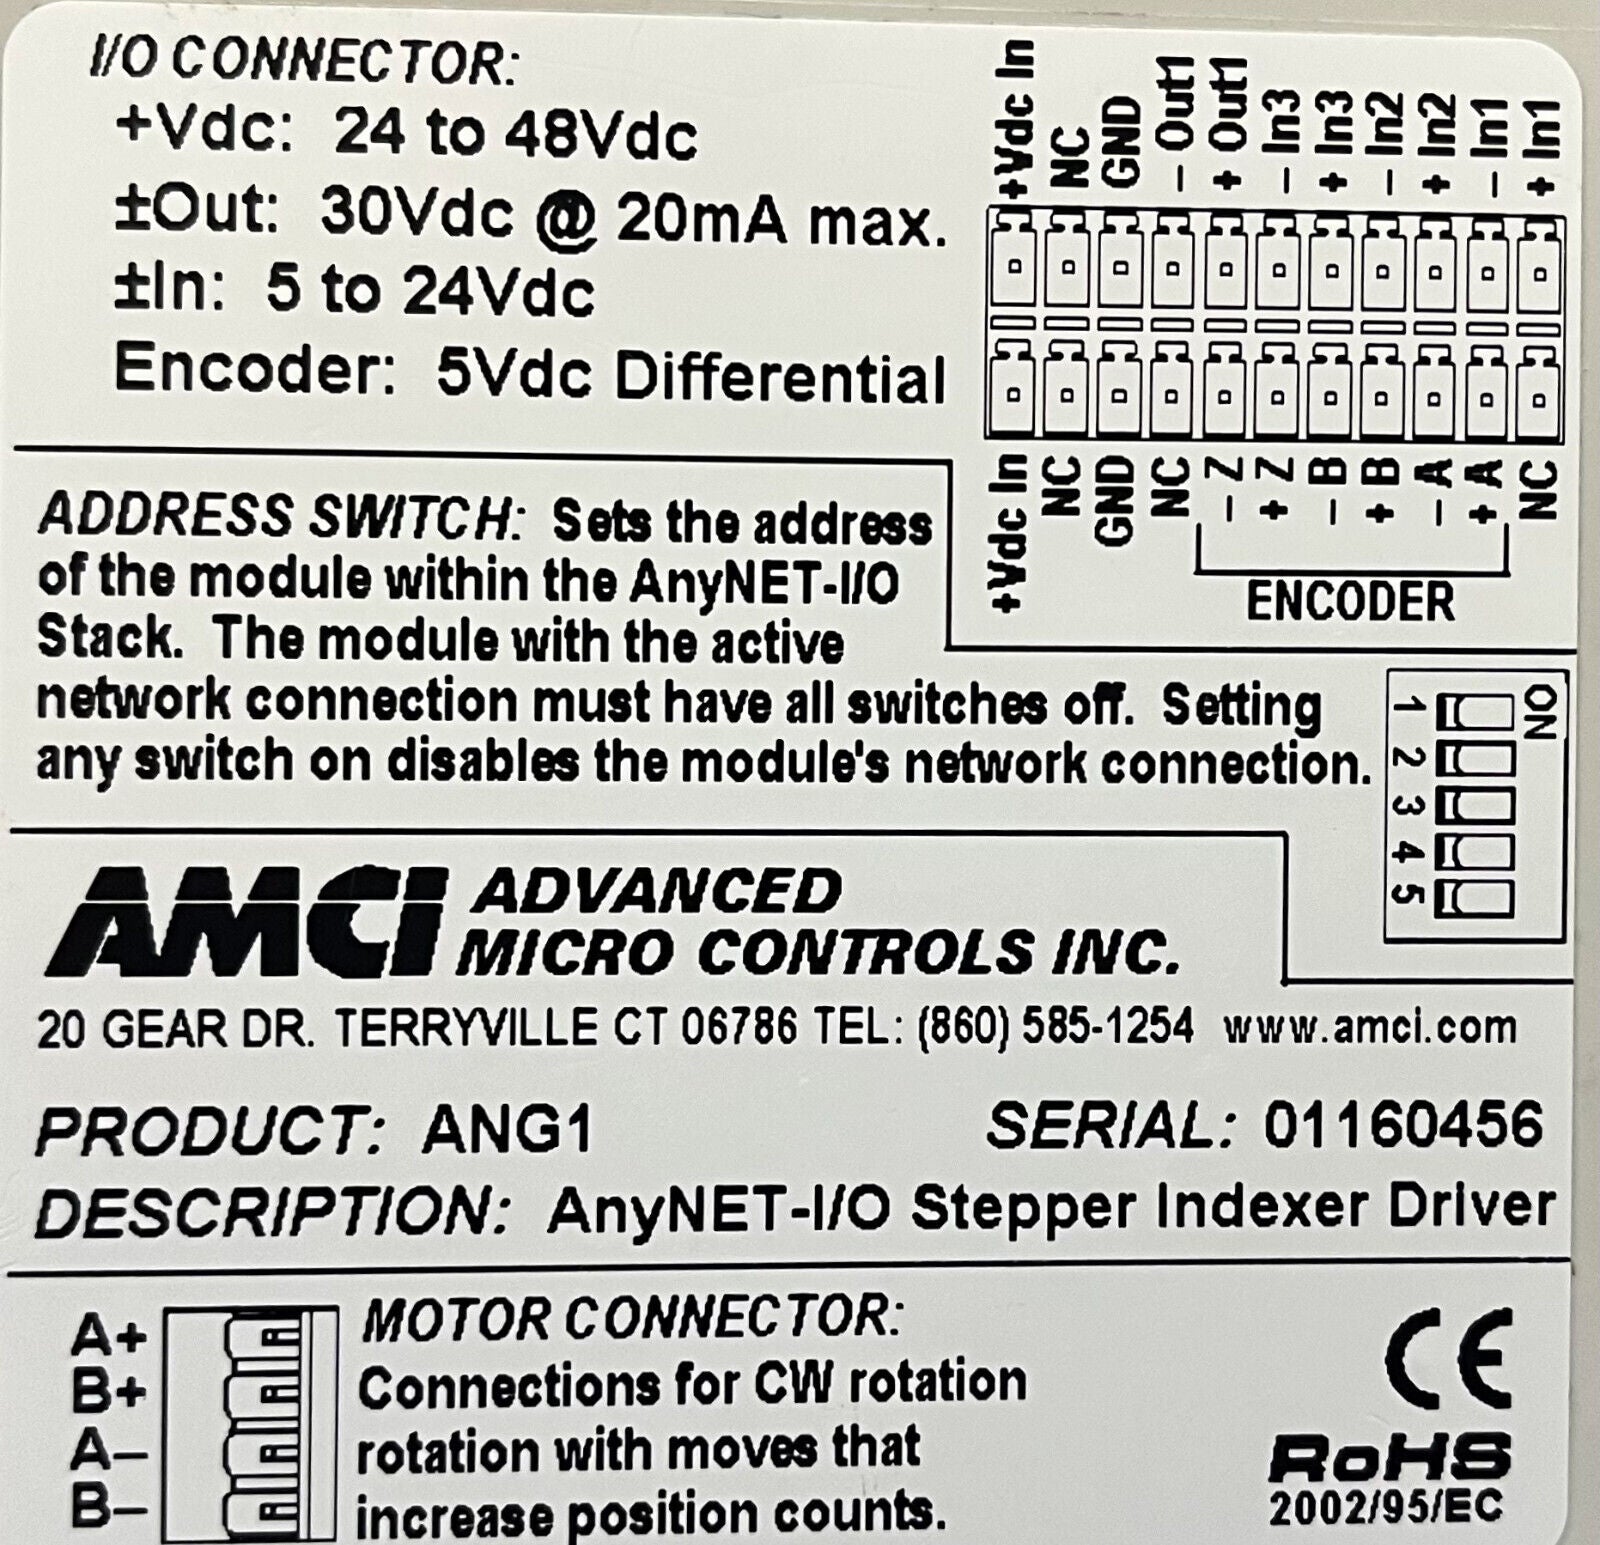 I/O CONNECTOR:
+Vdc: 24 to 48Vdc
±Out: 30Vdc @ 20mA max.
±In: 5 to 24Vdc
Encoder: 5Vdc Differential
+Vdc In
NC
GND
– Out1
+ Out1
– In3
+ In3
– In2
+ In2
– In1
+ In1
+Vdc In
NC
GND
NC
– Z
+ Z
– B
+ B
– A
+ A
NC
ENCODER
ADDRESS SWITCH: Sets the address
of the module within the AnyNET-I/O
Stack. The module with the active
network connection must have all switches off. Setting
any switch on disables the module's network connection.
ON
1
2
3
4
5
AMCI ADVANCED
MICRO CONTROLS INC.
20 GEAR DR. TERRYVILLE CT 06786 TEL: (860) 585-1254 www.amci.com
PRODUCT: ANG1 SERIAL: 01160456
DESCRIPTION: AnyNET-I/O Stepper Indexer Driver
A+
B+
A–
B–
MOTOR CONNECTOR:
Connections for CW rotation
rotation with moves that
increase position counts.
CE
RoHS
2002/95/EC